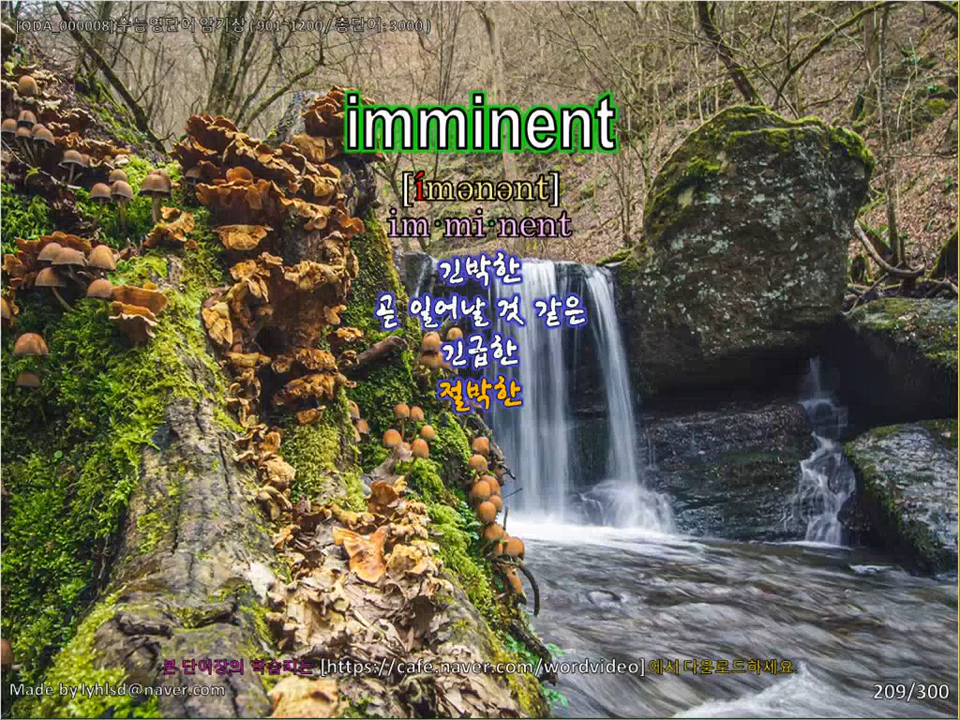 [ODA_000008] 수능영단어 암기장 ( 901~1200 / 총단어: 3000 )
imminent
[ímənənt]
im·mi·nent
긴박한
곧 일어날 것 같은
긴급한
절박한
본 단어장의 학습지는 [https://cafe.naver.com/wordvideo] 에서 다운로드하세요
Made by lyhlsd@naver.com
209/300